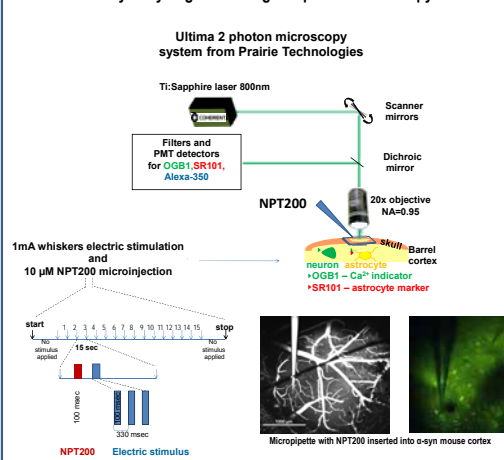 Ultima 2 photon microscopy
system from Prairie Technologies
Ti:Sapphire laser 800nm
COHERENT
Scanner
mirrors
Filters and
PMT detectors
for OGB1,SR101,
Alexa-350
Dichroic
mirror
NPT200
20x objective
NA=0.95
skull
Barrel
cortex
neuron astrocyte
OGB1 – Ca2+ indicator
SR101 – astrocyte marker
1mA whiskers electric stimulation
and
10 µM NPT200 microinjection
start
1 2 3 4 5 6 7 8 9 10 11 12 13 14 15
stop
No
stimulus
applied
15 sec
No
stimulus
applied
100 msec
100 msec
330 msec
NPT200 Electric stimulus
Micropipette with NPT200 inserted into α-syn mouse cortex